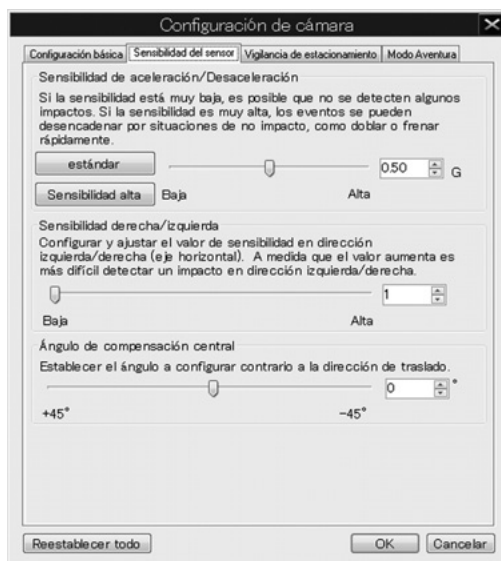 Configuración de cámara
Configuración básica
Sensibilidad del sensor
Vigilancia de estacionamiento
Modo Aventura
Sensibilidad de aceleración/Desaceleración
Si la sensibilidad está muy baja, es posible que no se detecten algunos
impactos. Si la sensibilidad es muy alta, los eventos se pueden
desencadenar por situaciones de no impacto, como doblar o frenar
rápidamente.
estándar
0.50
G
Sensibilidad alta
Baja
Alta
Sensibilidad derecha/izquierda
Configurar y ajustar el valor de sensibilidad en dirección
izquierda/derecha (eje horizontal). A medida que el valor aumenta es
más difícil detectar un impacto en dirección izquierda/derecha.
1
Baja
Alta
Ángulo de compensación central
Establecer el ángulo a configurar contrario a la dirección de traslado.
0
°
+45°
-45°
Reestablecer todo
OK
Cancelar